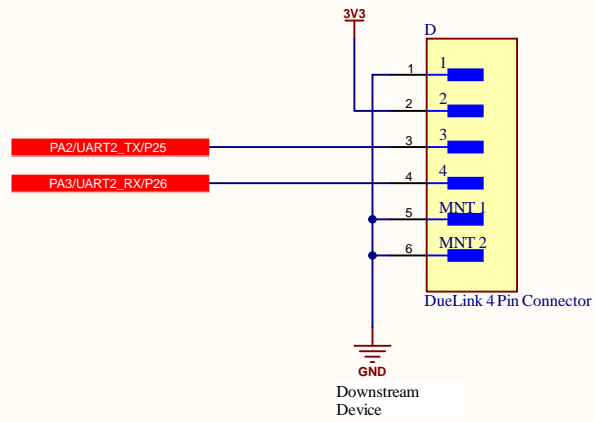 3V3
D
1 1
2 2
PA2/UART2_TX/P25 3 3
PA3/UART2_RX/P26 4 4
5 MNT 1
6 MNT 2
DueLink 4 Pin Connector
GND
Downstream
Device